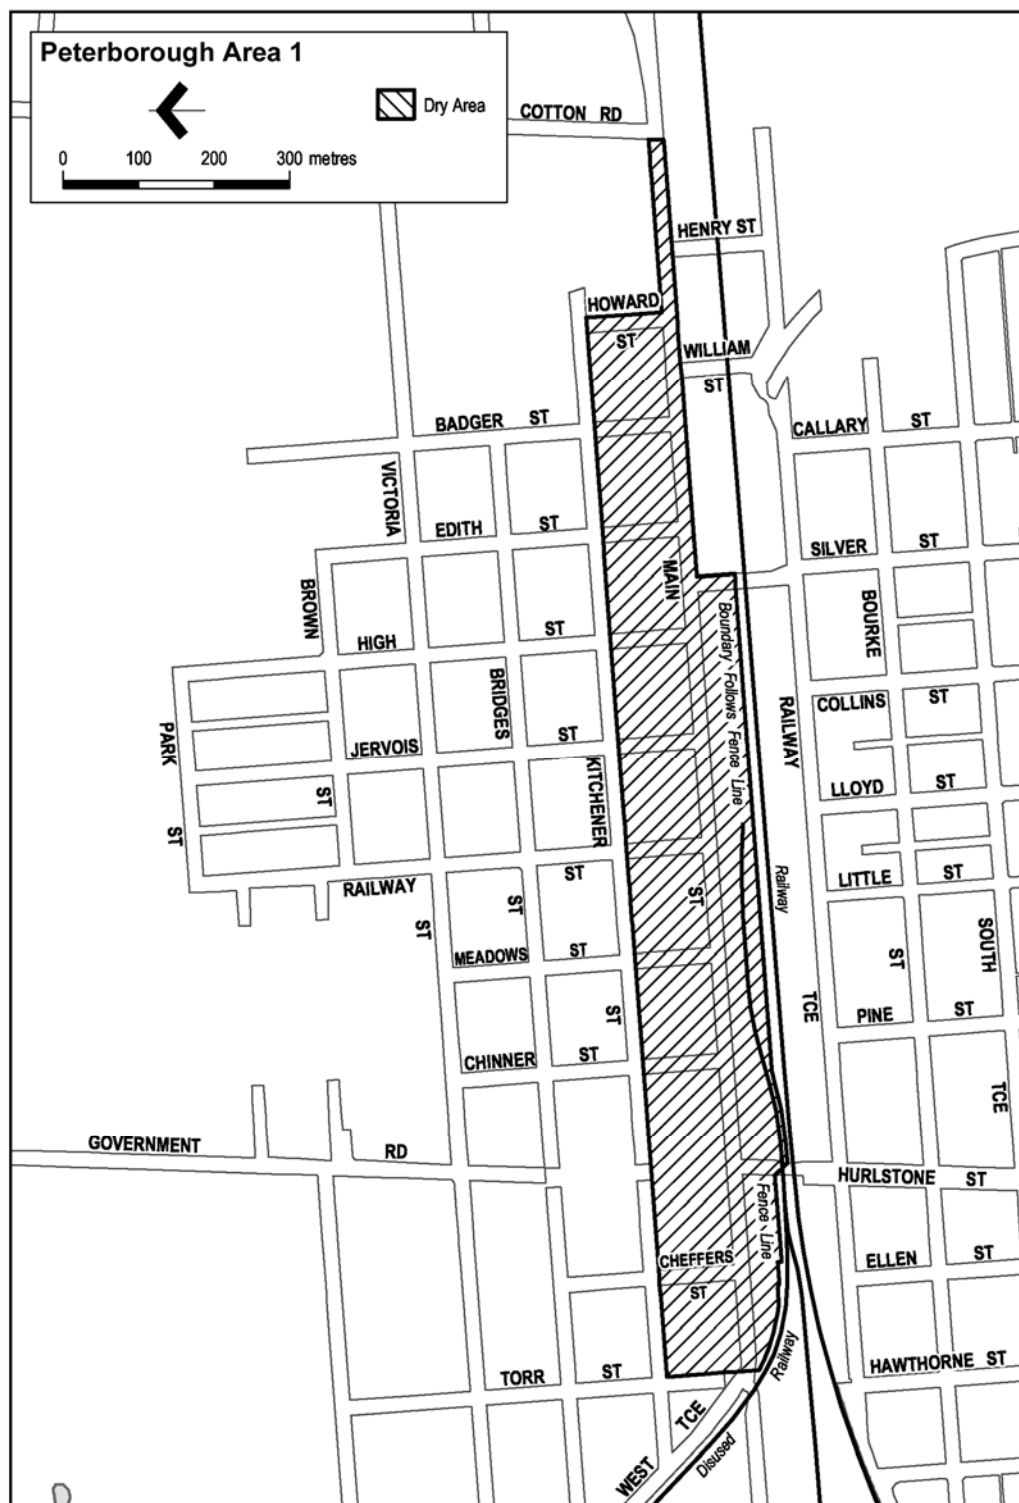 Peterborough Area 1
Dry Area
0 100 200 300 metres
COTTON RD
HENRY ST
HOWARD
ST
WILLIAM
ST
BADGER ST
CALLARY ST
VICTORIA
EDITH ST
SILVER ST
MAIN
BROWN
HIGH ST
BOURKE
Boundary Follows Fence Line
BRIDGES
COLLINS ST
RAILWAY
PARK
JERVOIS ST
KITCHENER
LLOYD ST
ST
ST
RAILWAY ST
Railway
LITTLE ST
ST
ST
ST
SOUTH
MEADOWS ST
ST
ST
TCE
PINE ST
CHINNER ST
TCE
GOVERNMENT RD
HURLSTONE ST
Fence Line
CHEFFERS
ST
ELLEN ST
TORR ST
Railway
HAWTHORNE ST
WEST TCE
Disused